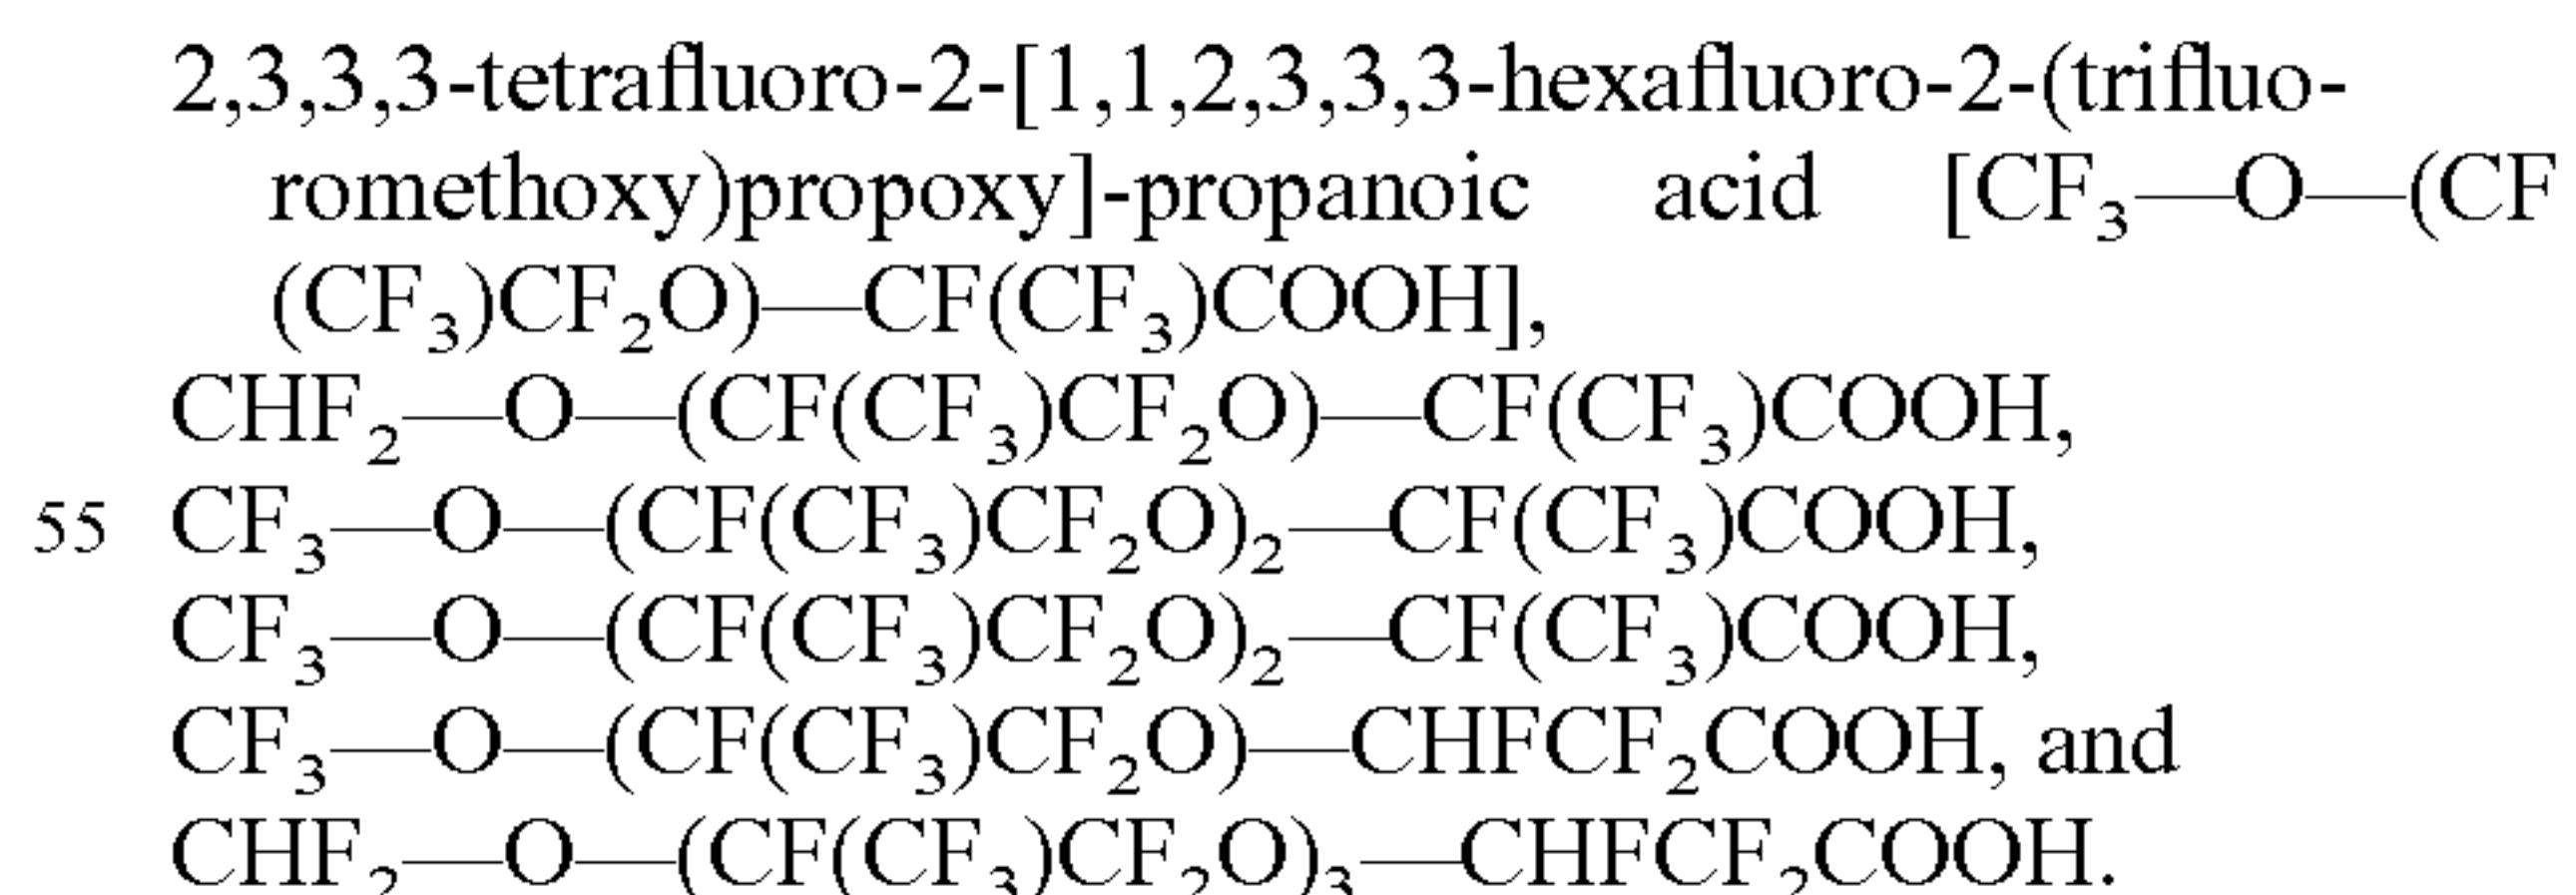 2,3,3,3-tetrafluoro-2-[1,1,2,3,3,3-hexafluoro-2-(trifluo-
romethoxy)propoxy]-propanoic acid [CF₃—O—(CF
(CF₃)CF₂O)—CF(CF₃)COOH],
CHF₂—O—(CF(CF₃)CF₂O)—CF(CF₃)COOH,
55 CF₃—O—(CF(CF₃)CF₂O)₂—CF(CF₃)COOH,
CF₃—O—(CF(CF₃)CF₂O)₂—CF(CF₃)COOH,
CF₃—O—(CF(CF₃)CF₂O)—CHFCF₂COOH, and
CHF₂—O—(CF(CF₃)CF₂O)₃—CHFCF₂COOH.